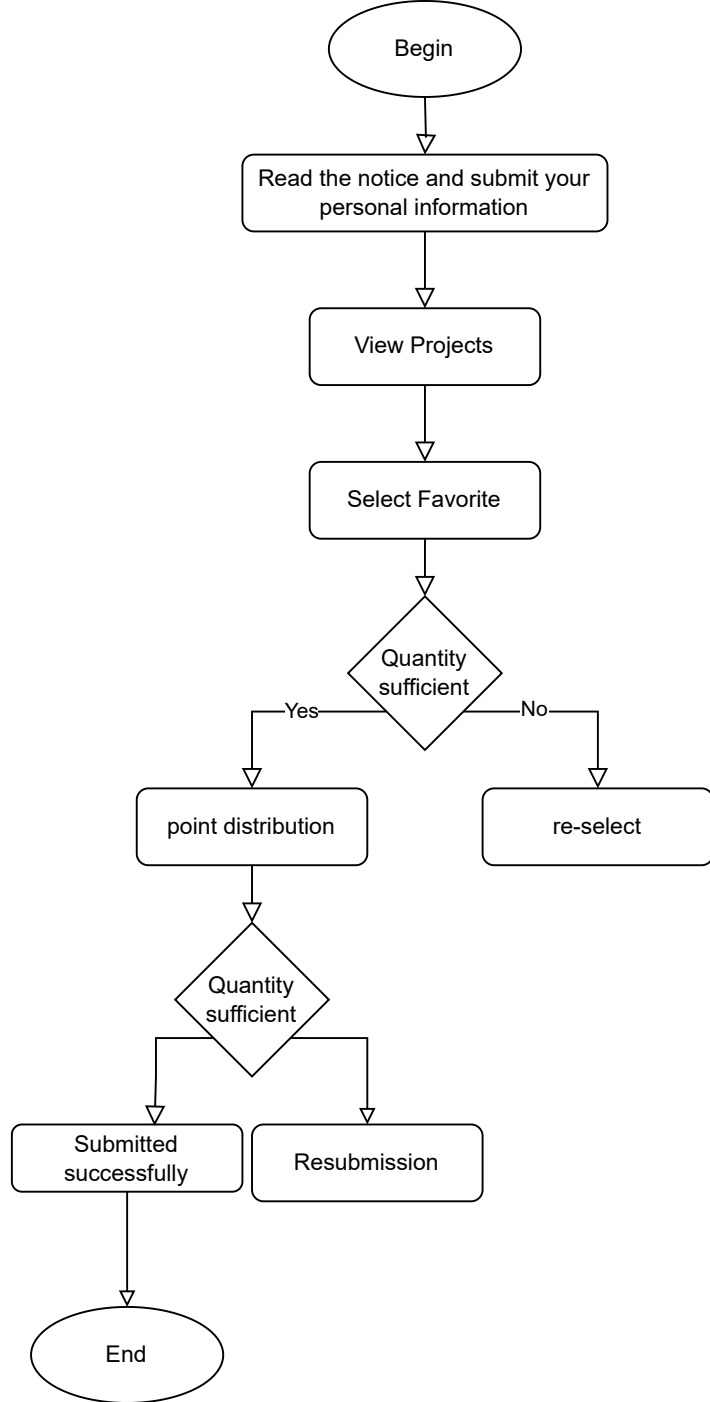 Begin
Read the notice and submit your
personal information
View Projects
Select Favorite
Quantity
sufficient
Yes
No
point distribution
re-select
Quantity
sufficient
Submitted
successfully
Resubmission
End